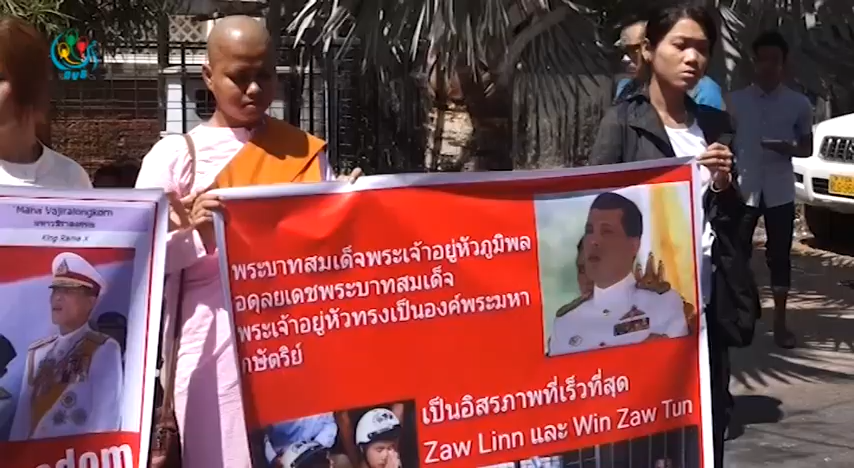 DVB
Maha Vajiralongkorn
มหาวชิราลงกรณ
King Rama X
dom
พระบาทสมเด็จพระเจ้าอยู่หัวภูมิพล
อดุลยเดชพระบาทสมเด็จ
พระเจ้าอยู่หัวทรงเป็นองค์พระมหา
กษัตริย์
เป็นอิสรภาพที่เร็วที่สุด
Zaw Linn และ Win Zaw Tun